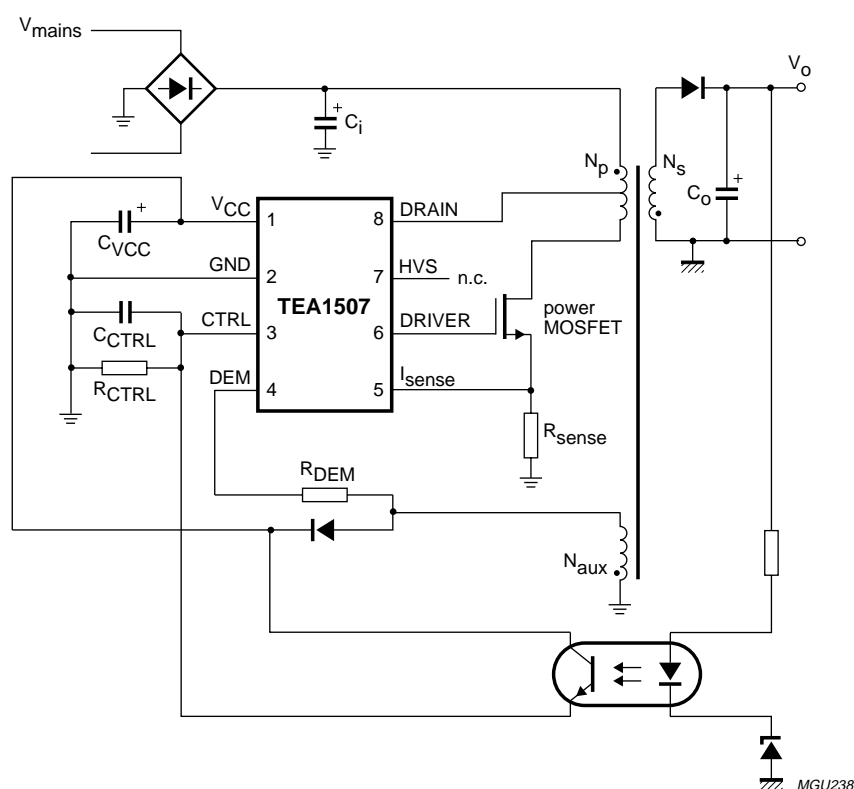 Vmains
Vo
Ci
Np
Ns
Co
VCC
1
8
DRAIN
CVCC
GND
2
7
HVS
n.c.
TEA1507
CCTRL
CTRL
3
6
DRIVER
power
MOSFET
RCTRL
DEM
4
5
Isense
Rsense
RDEM
Naux
MGU238